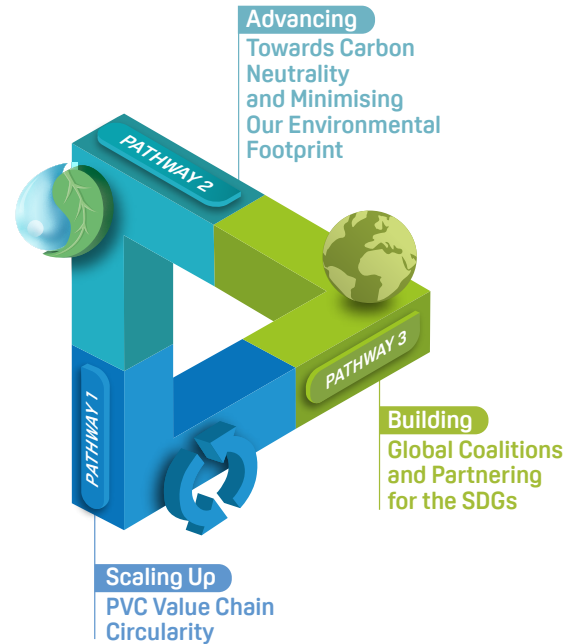 Advancing
Towards Carbon
Neutrality
and Minimising
Our Environmental
Footprint
PATHWAY 2
PATHWAY 3
PATHWAY 1
Building
Global Coalitions
and Partnering
for the SDGs
Scaling Up
PVC Value Chain
Circularity